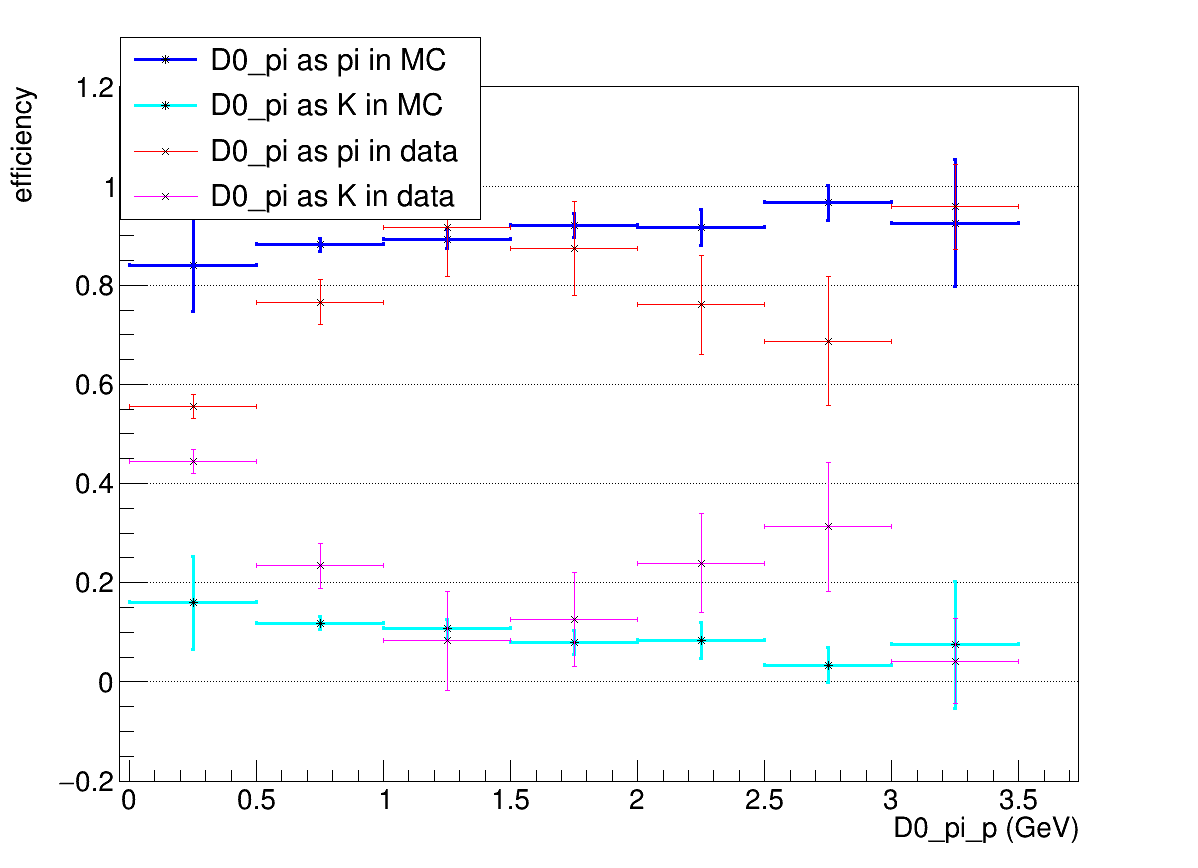 D0_pi as pi in MC
D0_pi as K in MC
D0_pi as pi in data
D0_pi as K in data
efficiency
1.2
1
0.8
0.6
0.4
0.2
0
−0.2
0 0.5 1 1.5 2 2.5 3 3.5
D0_pi_p (GeV)